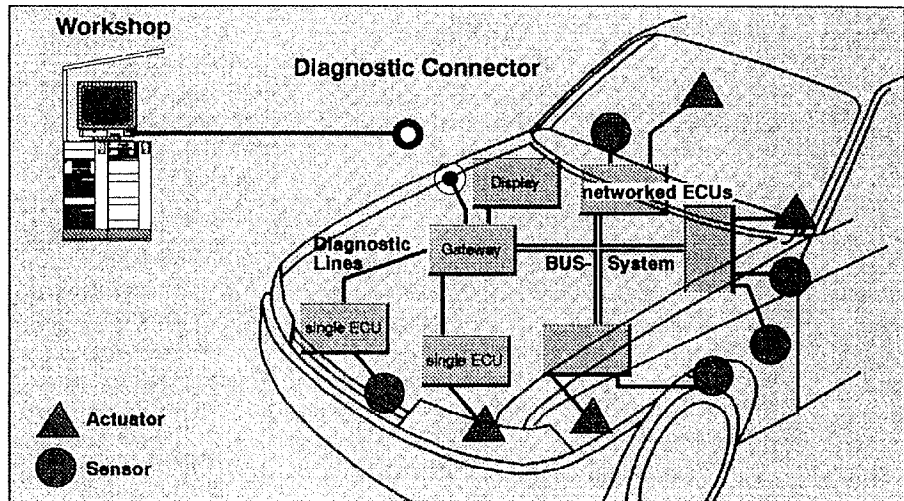 Workshop
Diagnostic Connector
Display
networked ECUs
Diagnostic
Lines
Gateway
BUS-System
single ECU
single ECU
Actuator
Sensor